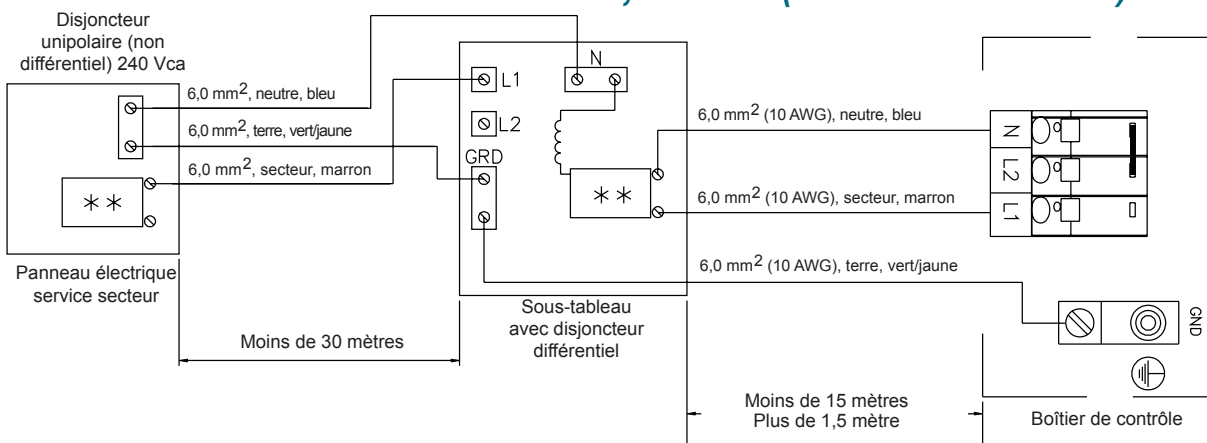 Disjoncteur
unipolaire (non
différentiel) 240 Vca
6,0 mm², neutre, bleu
6,0 mm², terre, vert/jaune
6,0 mm², secteur, marron
**
Panneau électrique
service secteur
Moins de 30 mètres
L1
N
L2
GRD
**
Sous-tableau
avec disjoncteur
différentiel
6,0 mm² (10 AWG), neutre, bleu
6,0 mm² (10 AWG), secteur, marron
6,0 mm² (10 AWG), terre, vert/jaune
Moins de 15 mètres
Plus de 1,5 mètre
N
L2
L1
GND
Boîtier de contrôle